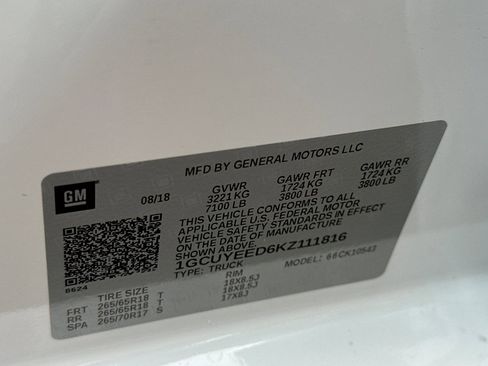 MFD BY GENERAL MOTORS LLC
GM
08/18 GVWR GAWR FRT GAWR RR
3221 KG 1724 KG 1724 KG
7100 LB 3800 LB 3800 LB
THIS VEHICLE CONFORMS TO ALL
APPLICABLE U.S. FEDERAL MOTOR
VEHICLE SAFETY STANDARDS IN EFFECT
ON THE DATE OF MANUFACTURE
SHOWN ABOVE.
1GCUYEED6KZ111816
TYPE: TRUCK MODEL: 66CK10543
8624
TIRE SIZE RIM
FRT 265/65R18 T 18X8.5J
RR 265/65R18 T 18X8.5J
SPA 265/70R17 S 17X8J